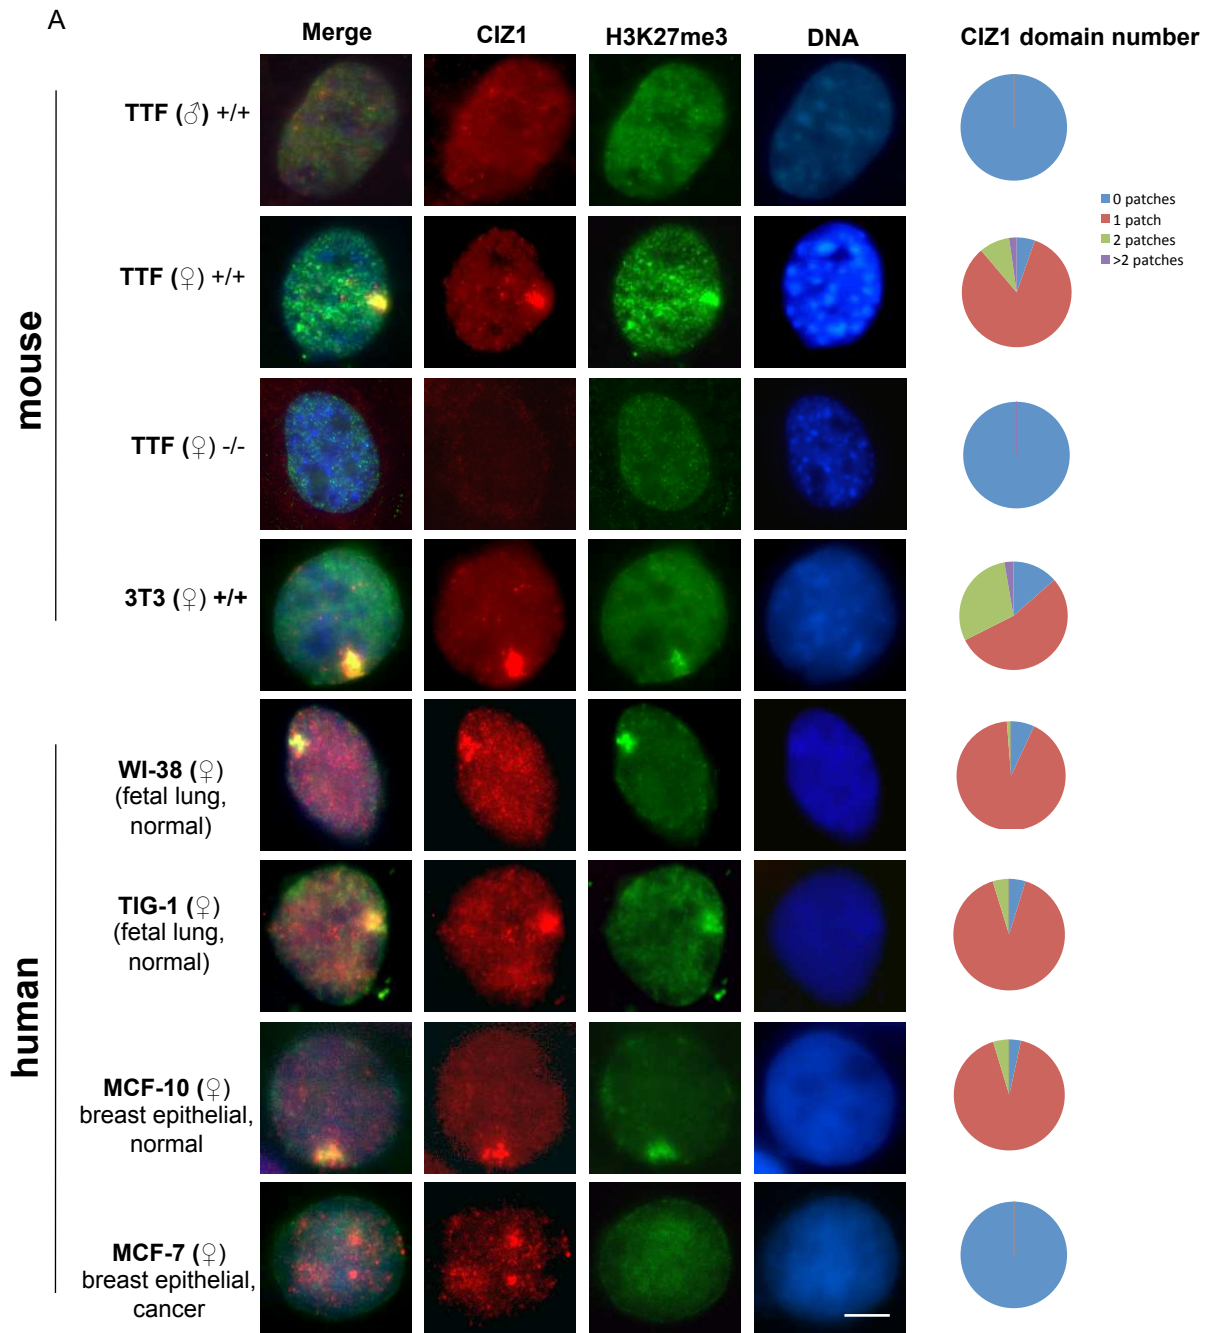 A
Merge CIZ1 H3K27me3 DNA CIZ1 domain number
mouse
TTF (♂) +/+
0 patches
1 patch
2 patches
>2 patches
TTF (♀) +/+
TTF (♀) -/-
3T3 (♀) +/+
human
WI-38 (♀)
(fetal lung,
normal)
TIG-1 (♀)
(fetal lung,
normal)
MCF-10 (♀)
breast epithelial,
normal
MCF-7 (♀)
breast epithelial,
cancer